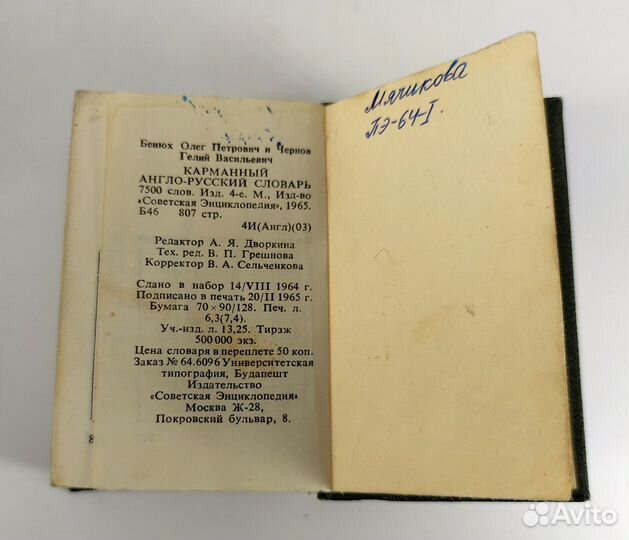 Бенюх Олег Петрович и Чернов
Гелий Васильевич
КАРМАННЫЙ
АНГЛО-РУССКИЙ СЛОВАРЬ
7500 слов. Изд. 4-е. М., Изд-во
«Советская Энциклопедия», 1965.
Б46 807 стр.
4И(Англ)(03)
Редактор А. Я. Дворкина
Тех. ред. В. П. Грешнова
Корректор В. А. Сельченкова
Сдано в набор 14/VIII 1964 г.
Подписано в печать 20/II 1965 г.
Бумага 70 × 90/128. Печ. л.
6,3(7,4).
Уч.-изд. л. 13,25. Тираж
500 000 экз.
Цена словаря в переплете 50 коп.
Заказ № 64.6096 Университетская
типография, Будапешт
Издательство
«Советская Энциклопедия»
Москва Ж-28,
Покровский бульвар, 8.
8
Мячикова
ПЭ-64-I.
Avito